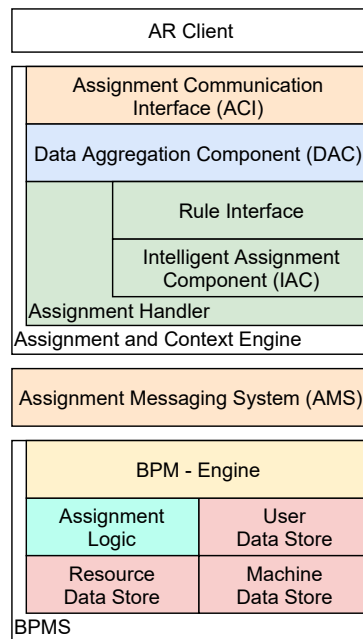 AR Client
Assignment Communication
Interface (ACI)
Data Aggregation Component (DAC)
Rule Interface
Intelligent Assignment
Component (IAC)
Assignment Handler
Assignment and Context Engine
Assignment Messaging System (AMS)
BPM - Engine
Assignment
Logic
User
Data Store
Resource
Data Store
Machine
Data Store
BPMS